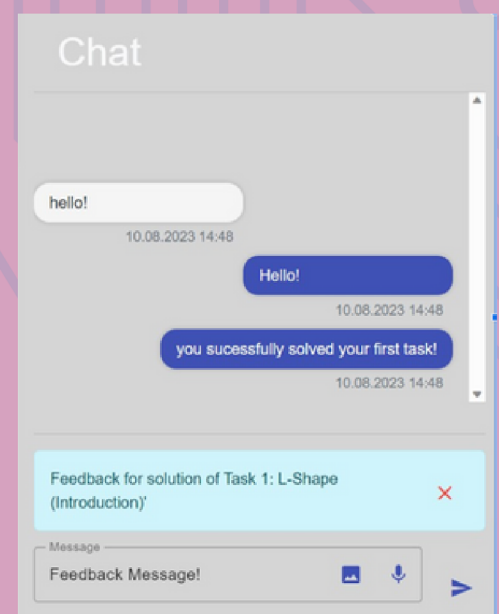 Chat
hello!
10.08.2023 14:48
Hello!
10.08.2023 14:48
you sucessfully solved your first task!
10.08.2023 14:48
Feedback for solution of Task 1: L-Shape
(Introduction)'
Message
Feedback Message!